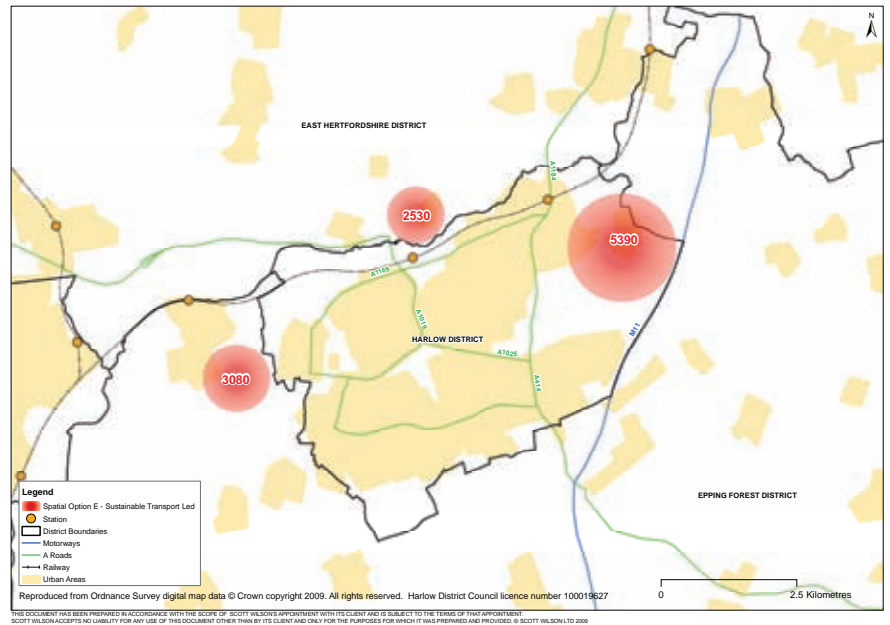 N
EAST HERTFORDSHIRE DISTRICT
A1184
2530
5390
A1169
A1019
M11
HARLOW DISTRICT
A1025
3080
A414
Legend
Spatial Option E - Sustainable Transport Led
Station
District Boundaries
Motorways
A Roads
Railway
Urban Areas
EPPING FOREST DISTRICT
Reproduced from Ordnance Survey digital map data © Crown copyright 2009. All rights reserved. Harlow District Council licence number 100019627
0 2.5 Kilometres
THIS DOCUMENT HAS BEEN PREPARED IN ACCORDANCE WITH THE SCOPE OF SCOTT WILSON'S APPOINTMENT WITH ITS CLIENT AND IS SUBJECT TO THE TERMS OF THAT APPOINTMENT.
SCOTT WILSON ACCEPTS NO LIABILITY FOR ANY USE OF THIS DOCUMENT OTHER THAN BY ITS CLIENT AND ONLY FOR THE PURPOSES FOR WHICH IT WAS PREPARED AND PROVIDED. © SCOTT WILSON LTD 2009